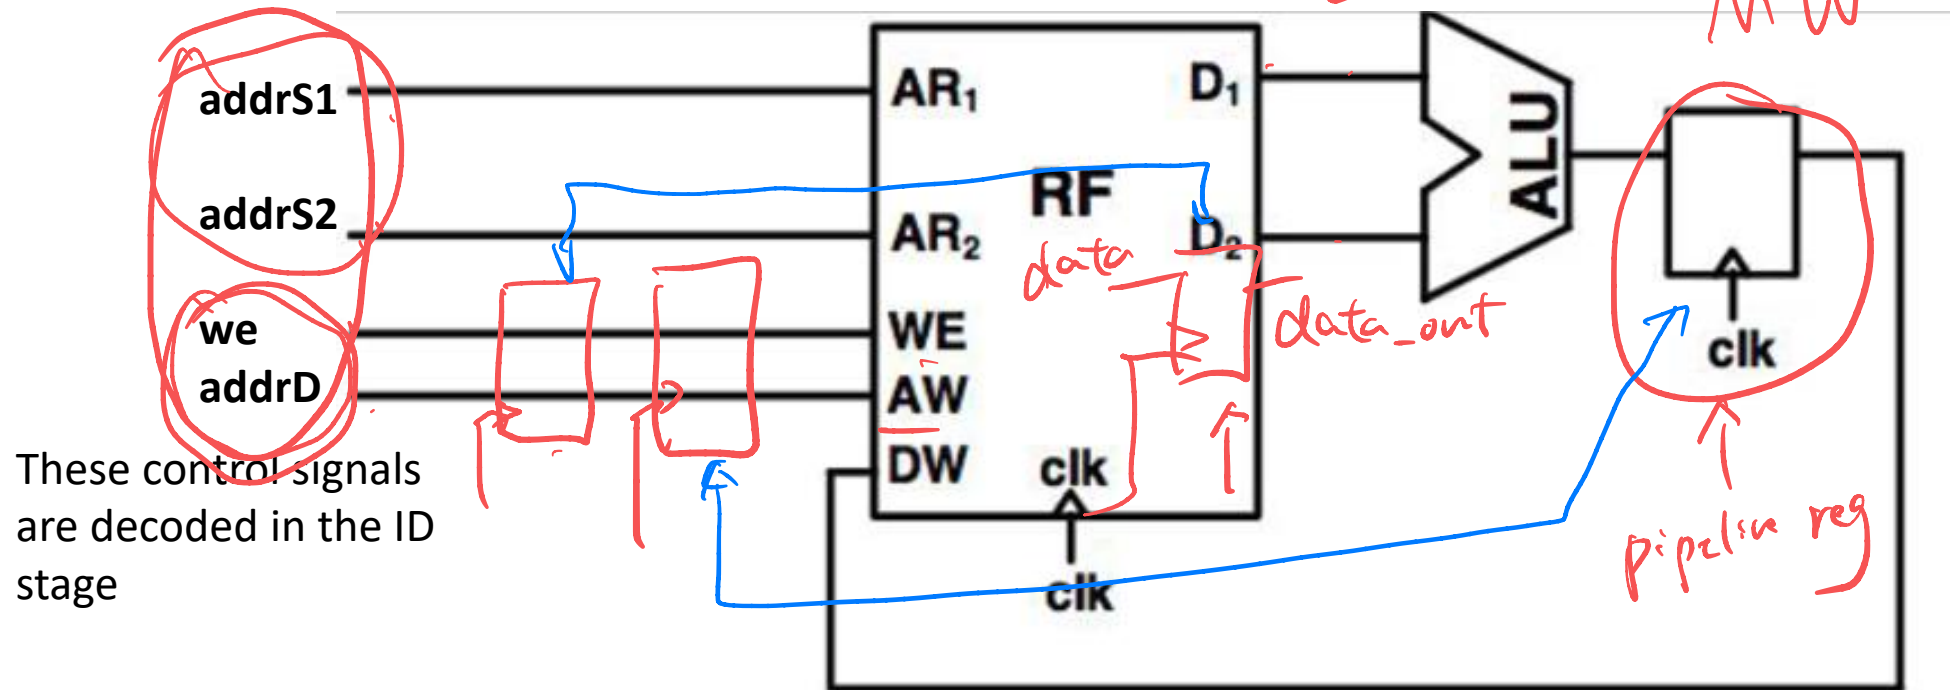 MW
addrS1
addrS2
we
addrD
These control signals
are decoded in the ID
stage
AR1
AR2
WE
AW
DW
RF
D1
D2
data
data_out
clk
clk
ALU
clk
pipeline reg